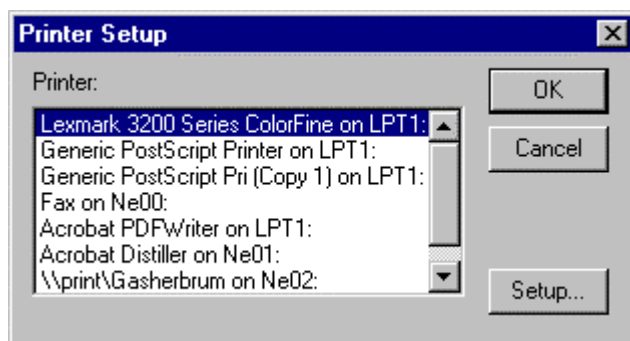 Printer Setup
Printer:
Lexmark 3200 Series ColorFine on LPT1:
Generic PostScript Printer on LPT1:
Generic PostScript Pri (Copy 1) on LPT1:
Fax on Ne00:
Acrobat PDFWriter on LPT1:
Acrobat Distiller on Ne01:
\\print\Gasherbrum on Ne02:
OK
Cancel
Setup...